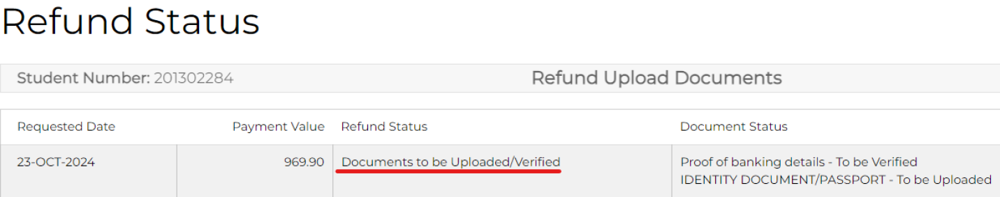 Refund Status
Student Number: 201302284 Refund Upload Documents
Requested Date Payment Value Refund Status Document Status
23-OCT-2024 969.90 Documents to be Uploaded/Verified Proof of banking details - To be Verified
IDENTITY DOCUMENT/PASSPORT - To be Uploaded